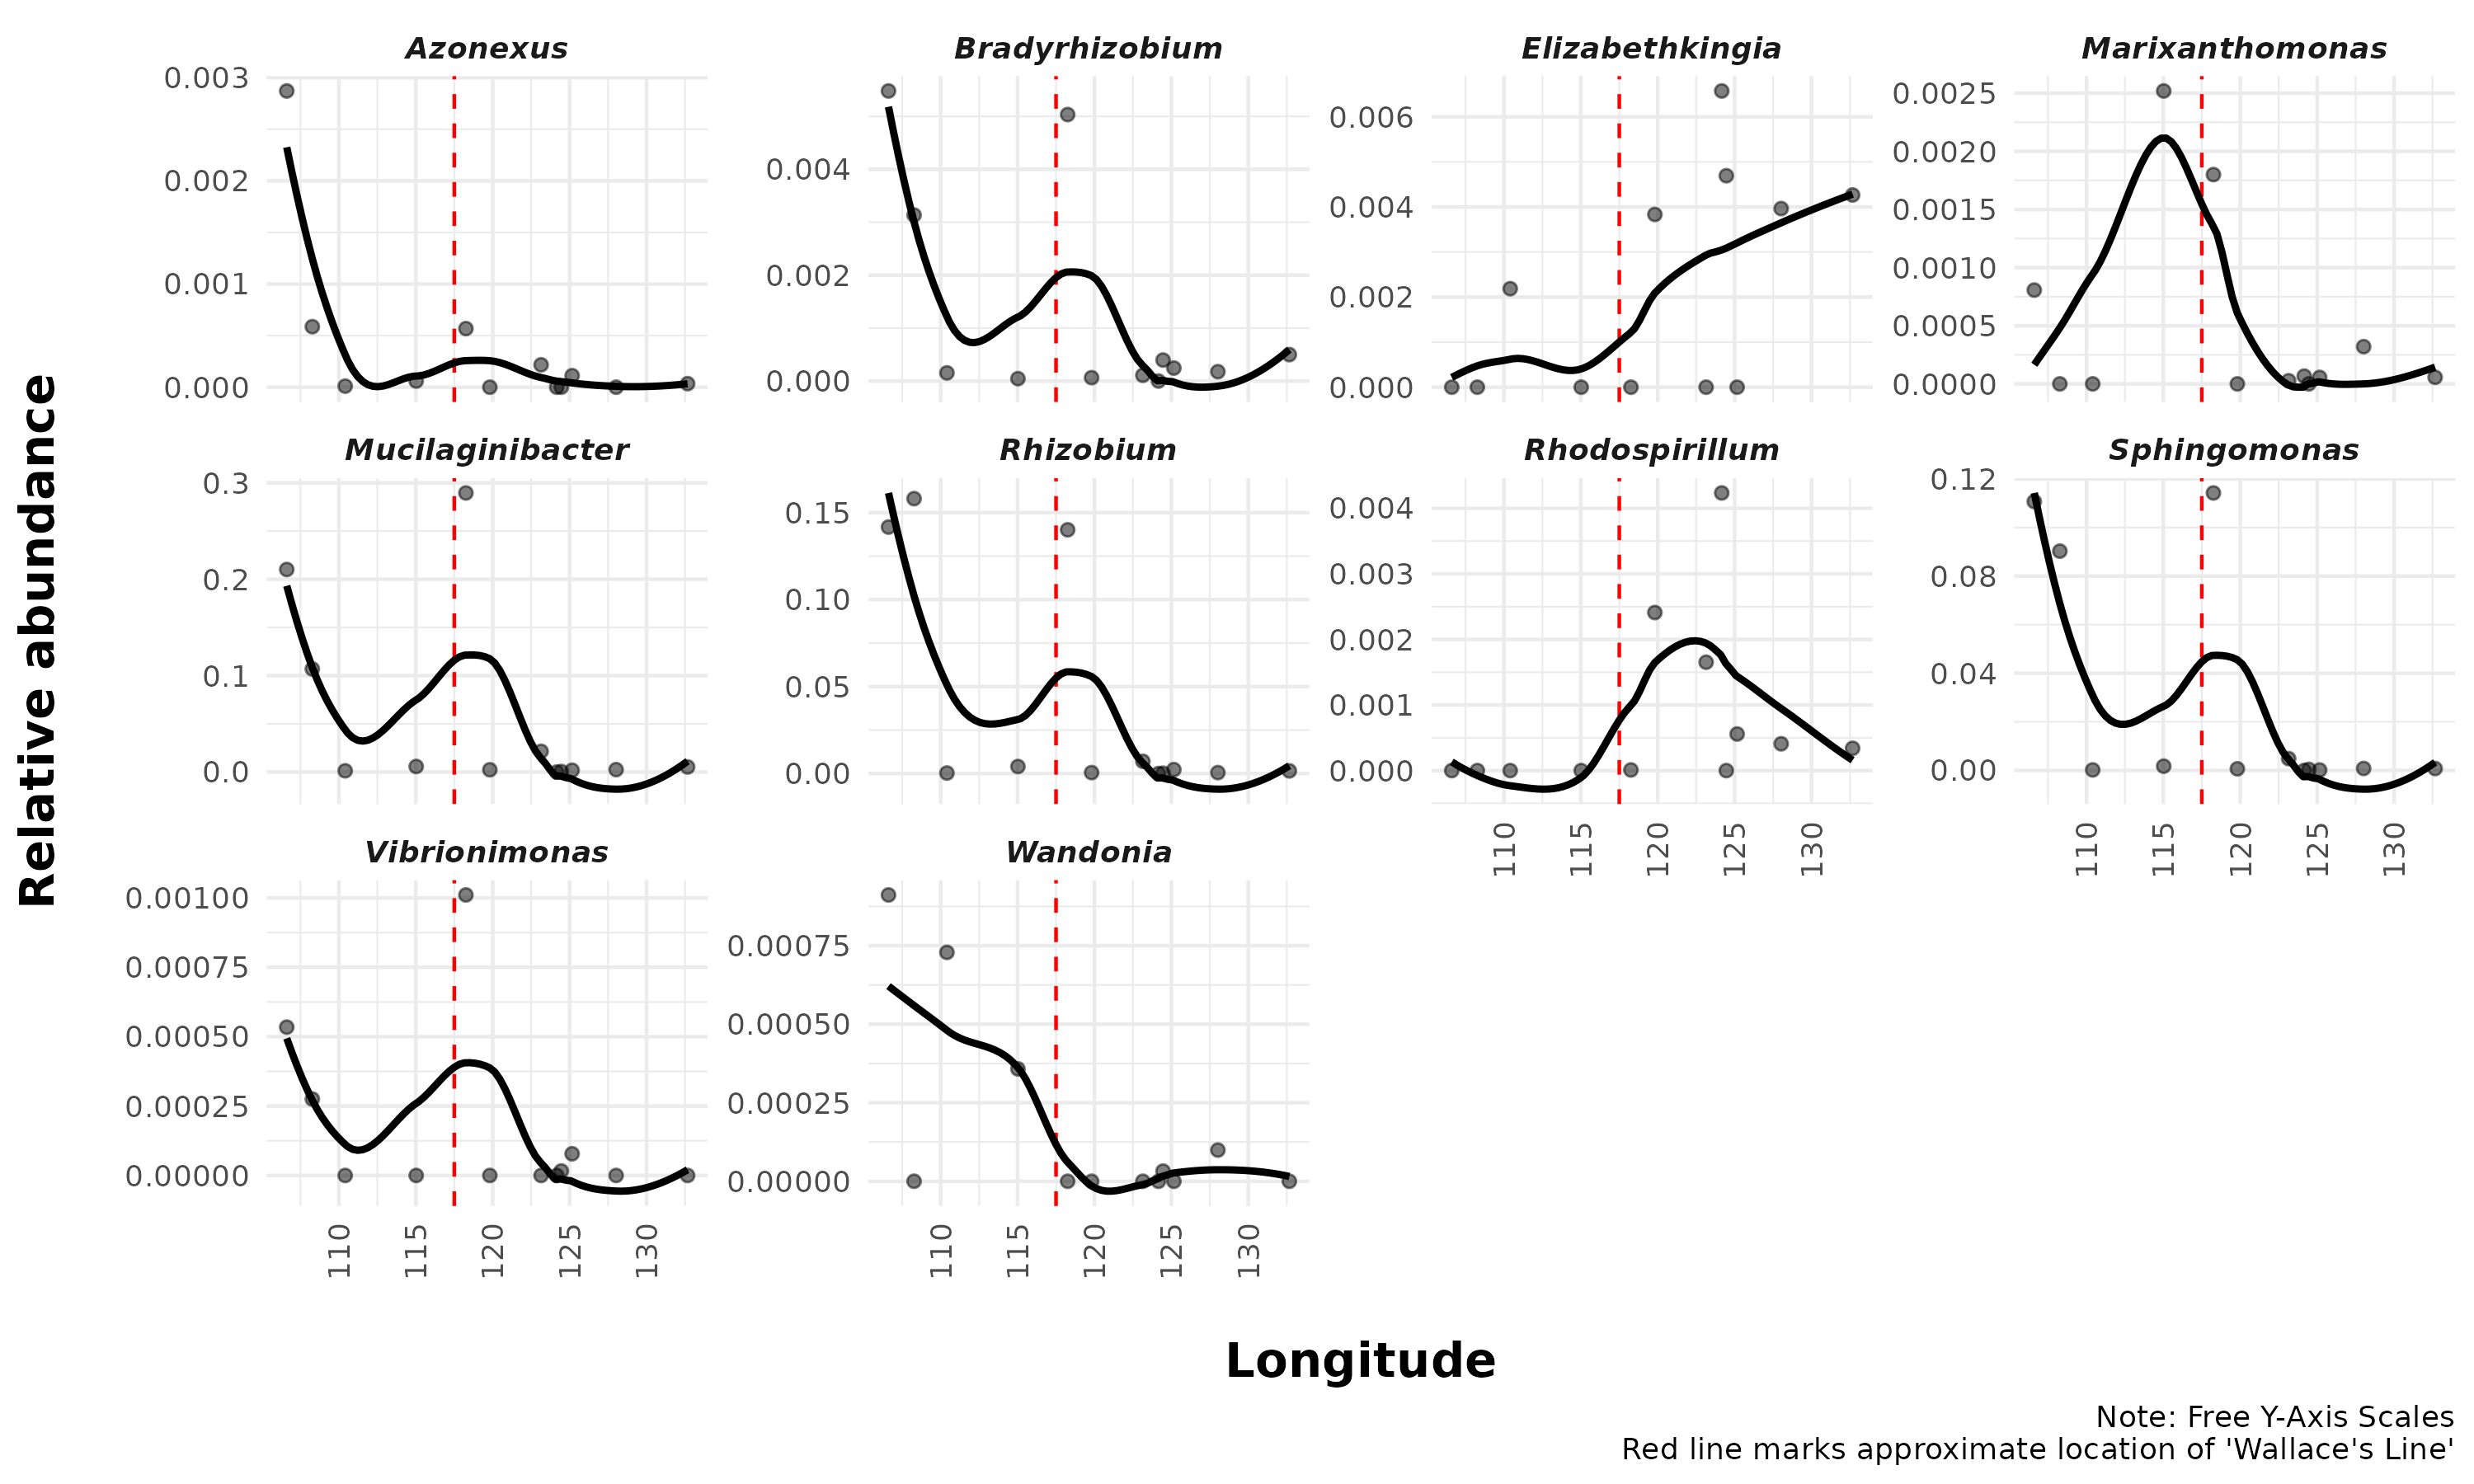 Relative abundance
Azonexus
0.003
0.002
0.001
0.000
Bradyrhizobium
0.004
0.002
0.000
Elizabethkingia
0.006
0.004
0.002
0.000
Marixanthomonas
0.0025
0.0020
0.0015
0.0010
0.0005
0.0000
Mucilaginibacter
0.3
0.2
0.1
0.0
Rhizobium
0.15
0.10
0.05
0.00
Rhodospirillum
0.004
0.003
0.002
0.001
0.000
110 115 120 125 130
Sphingomonas
0.12
0.08
0.04
0.00
110 115 120 125 130
Vibrionimonas
0.00100
0.00075
0.00050
0.00025
0.00000
110 115 120 125 130
Wandonia
0.00075
0.00050
0.00025
0.00000
110 115 120 125 130
Longitude
Note: Free Y-Axis Scales
Red line marks approximate location of 'Wallace's Line'